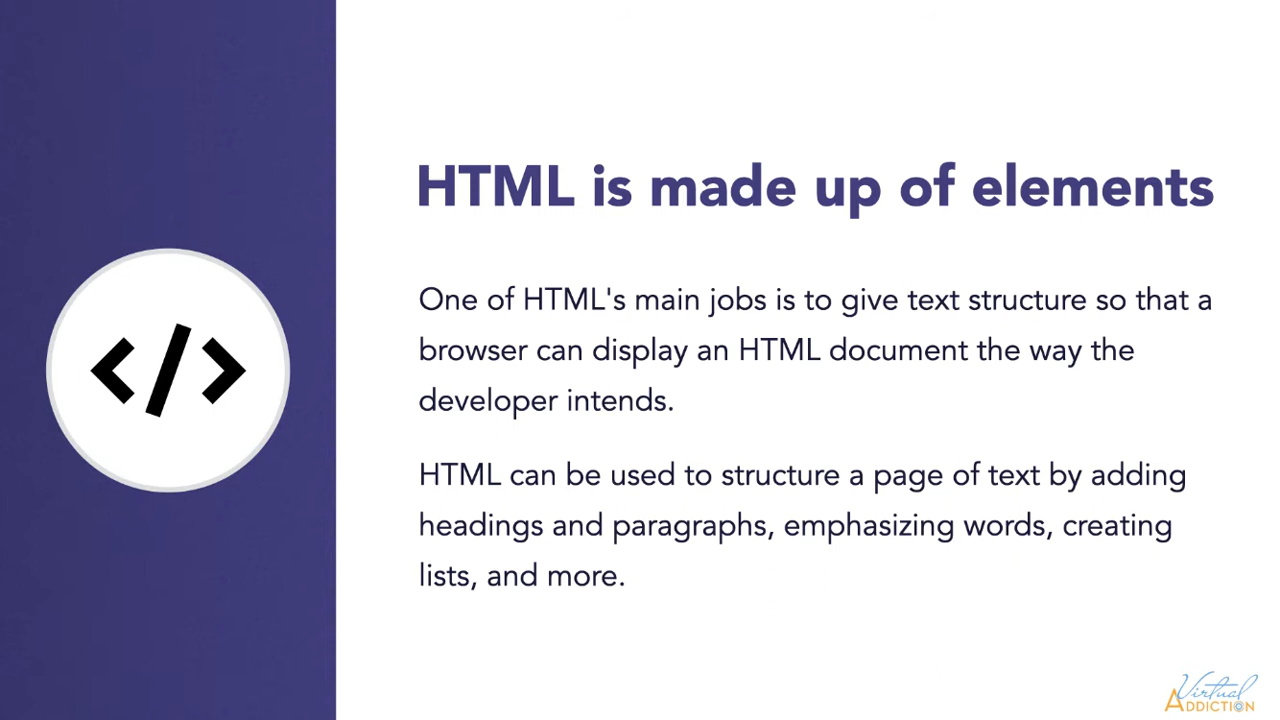 HTML is made up of elements
One of HTML's main jobs is to give text structure so that a
browser can display an HTML document the way the
developer intends.
HTML can be used to structure a page of text by adding
headings and paragraphs, emphasizing words, creating
lists, and more.
</>
Virtual
ADDICTION